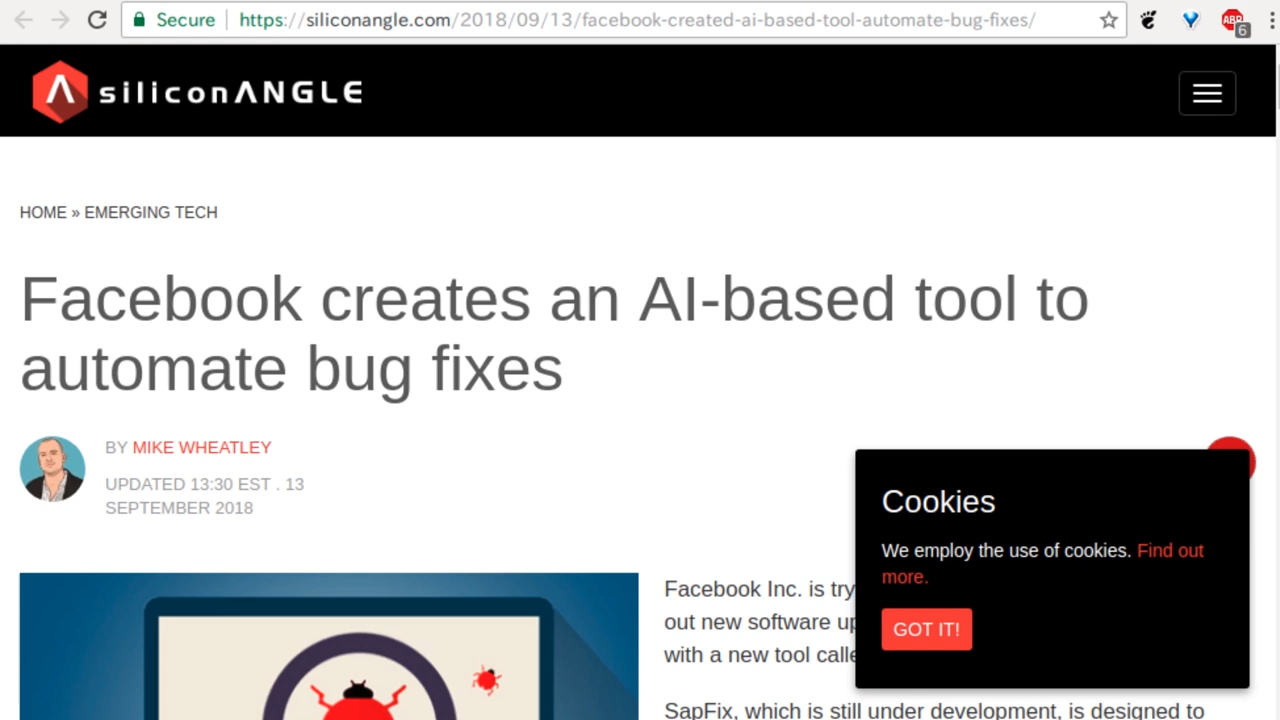 Secure https://siliconangle.com/2018/09/13/facebook-created-ai-based-tool-automate-bug-fixes/
ABP
6
siliconANGLE
HOME » EMERGING TECH
Facebook creates an AI-based tool to
automate bug fixes
BY MIKE WHEATLEY
UPDATED 13:30 EST . 13
SEPTEMBER 2018
Cookies
We employ the use of cookies. Find out
more.
GOT IT!
Facebook Inc. is try
out new software up
with a new tool calle
SapFix, which is still under development, is designed to